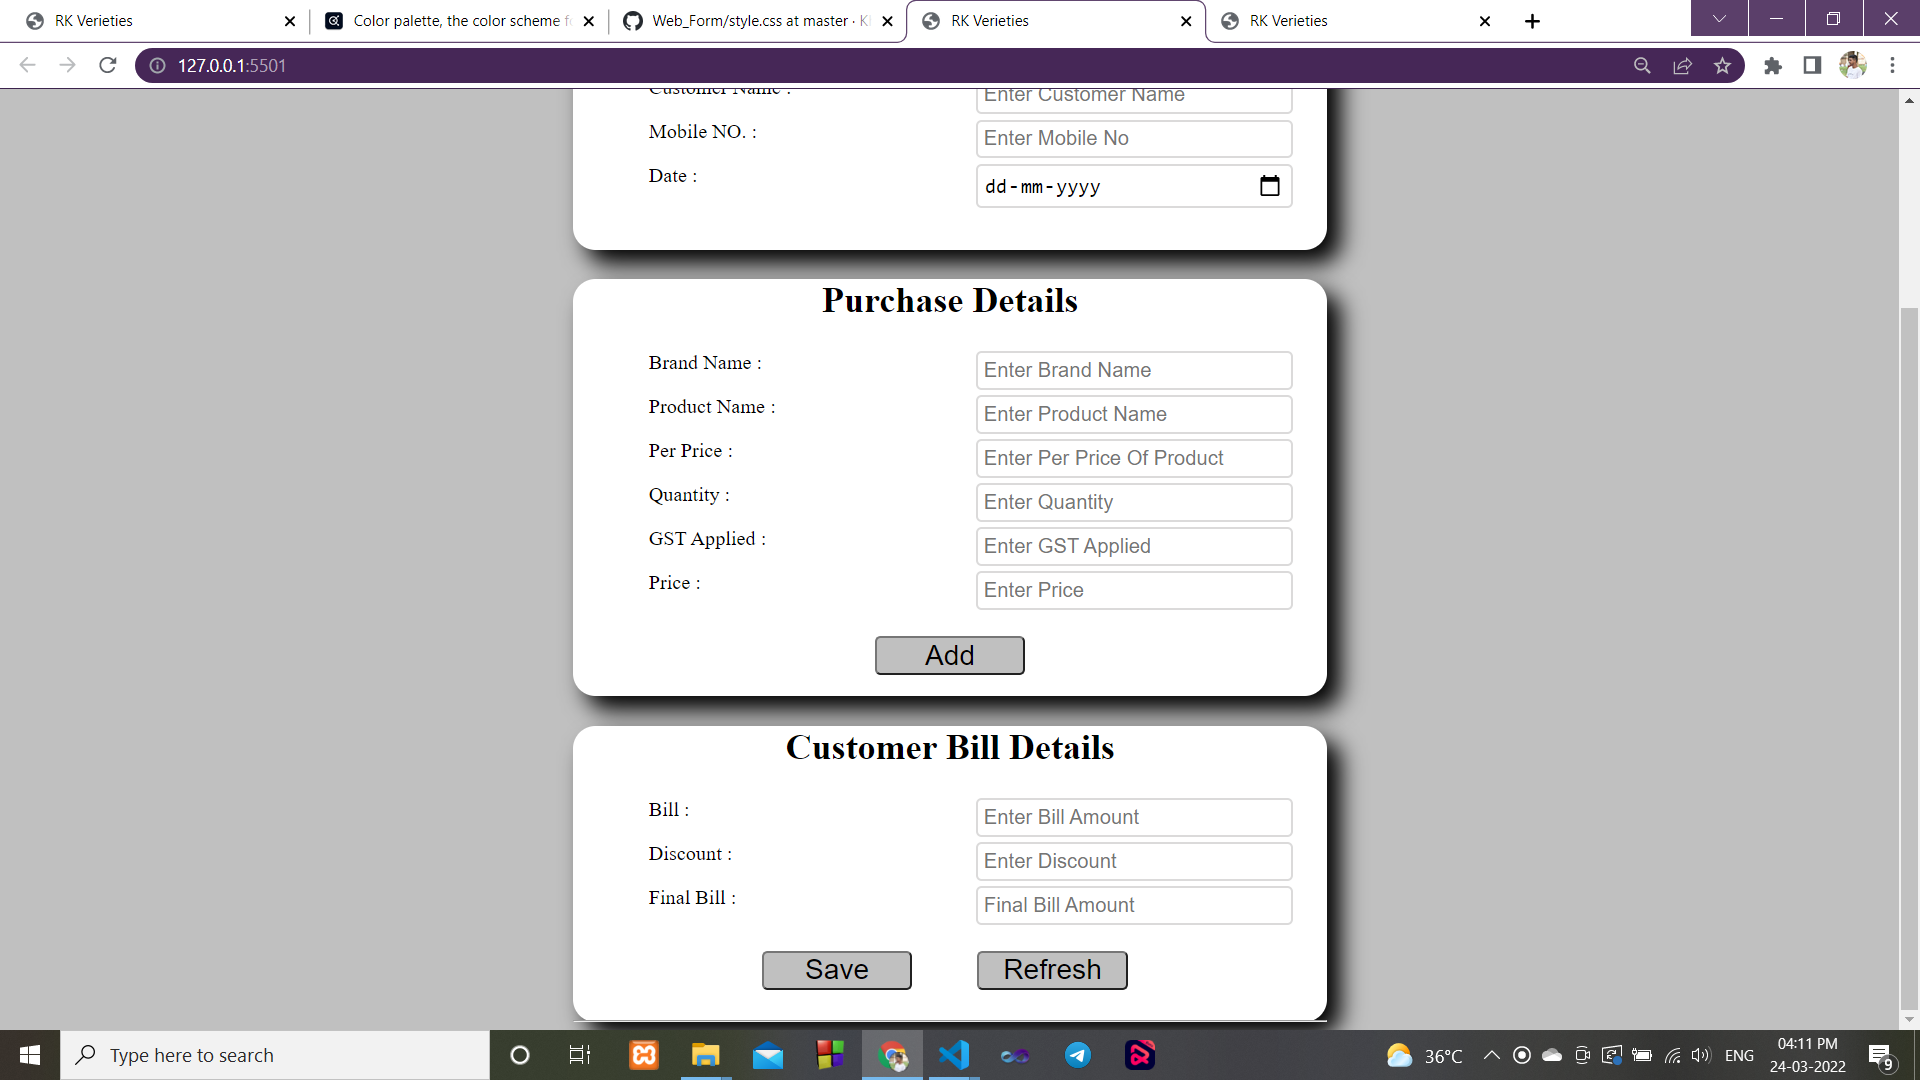 RK Verieties
Color palette, the color scheme f
Web_Form/style.css at master · K
RK Verieties
RK Verieties
127.0.0.1:5501
Customer Name :
Enter Customer Name
Mobile NO. :
Enter Mobile No
Date :
dd-mm-yyyy
Purchase Details
Brand Name :
Enter Brand Name
Product Name :
Enter Product Name
Per Price :
Enter Per Price Of Product
Quantity :
Enter Quantity
GST Applied :
Enter GST Applied
Price :
Enter Price
Add
Customer Bill Details
Bill :
Enter Bill Amount
Discount :
Enter Discount
Final Bill :
Final Bill Amount
Save
Refresh
Type here to search
36°C
ENG
04:11 PM
24-03-2022
9